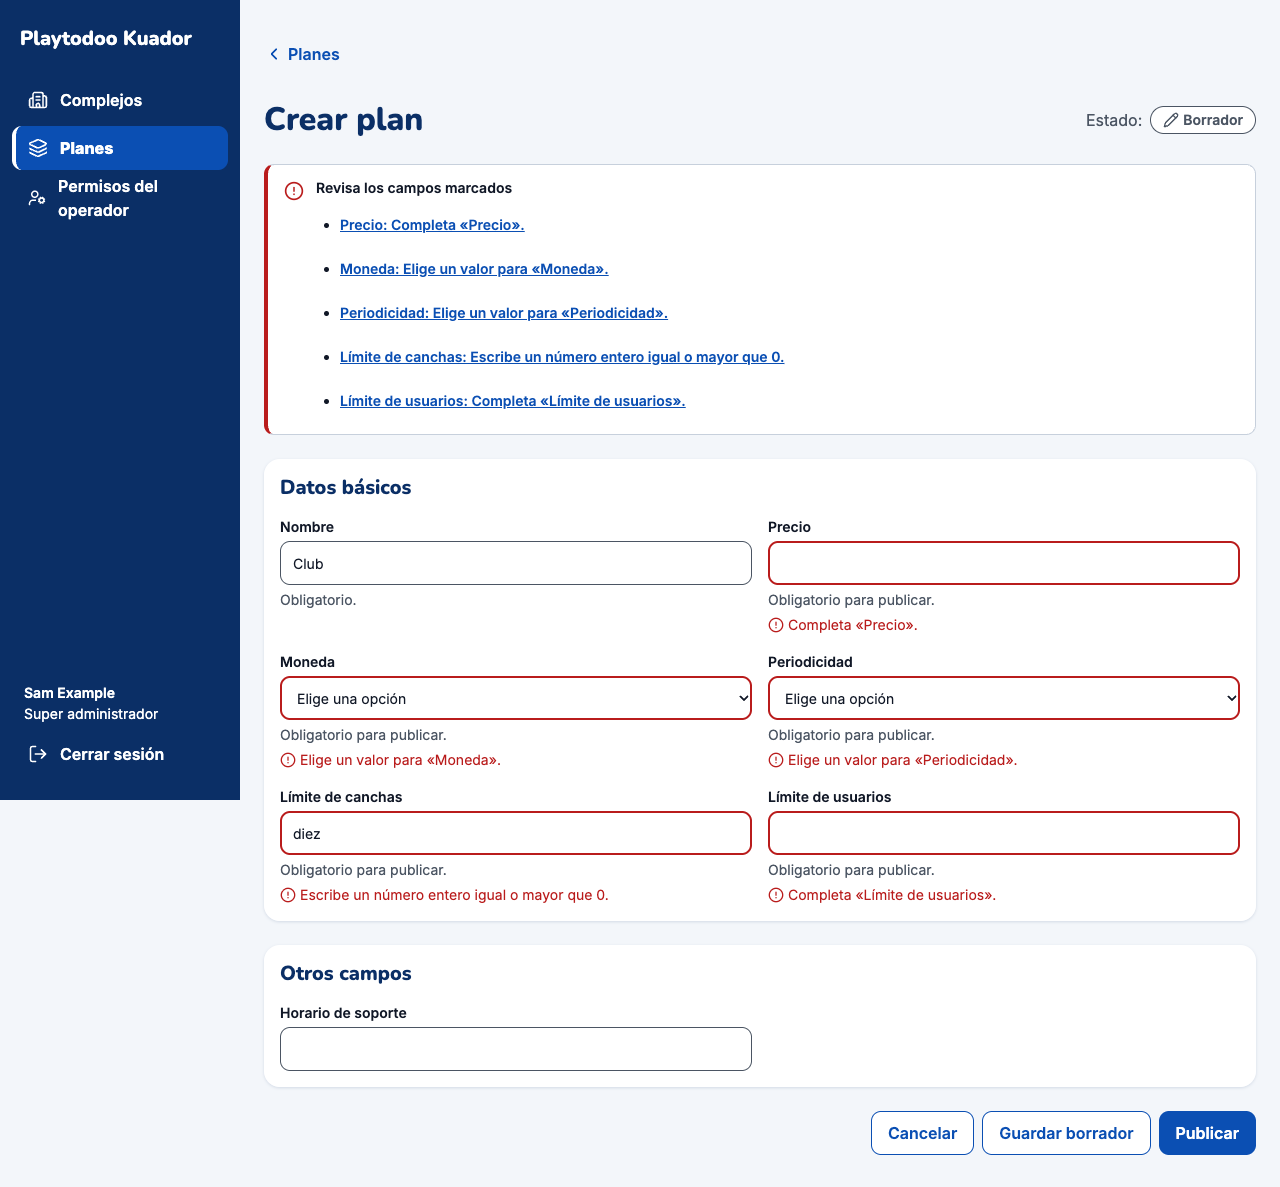 Playtodoo Kuador
Complejos
Planes
Permisos del
operador
Sam Example
Super administrador
Cerrar sesión
Planes
Crear plan
Estado: Borrador
Revisa los campos marcados
Precio: Completa «Precio».
Moneda: Elige un valor para «Moneda».
Periodicidad: Elige un valor para «Periodicidad».
Límite de canchas: Escribe un número entero igual o mayor que 0.
Límite de usuarios: Completa «Límite de usuarios».
Datos básicos
Nombre
Club
Obligatorio.
Precio
Obligatorio para publicar.
Completa «Precio».
Moneda
Elige una opción
Obligatorio para publicar.
Elige un valor para «Moneda».
Periodicidad
Elige una opción
Obligatorio para publicar.
Elige un valor para «Periodicidad».
Límite de canchas
diez
Obligatorio para publicar.
Escribe un número entero igual o mayor que 0.
Límite de usuarios
Obligatorio para publicar.
Completa «Límite de usuarios».
Otros campos
Horario de soporte
Cancelar
Guardar borrador
Publicar